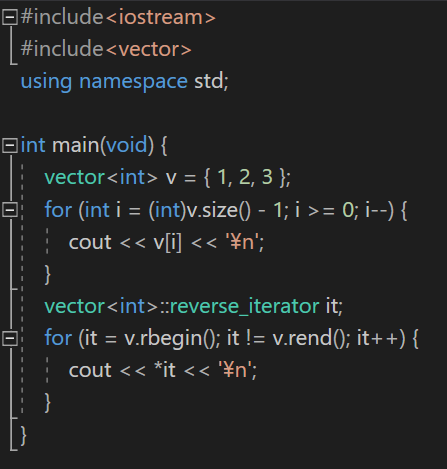 #include<iostream>
#include<vector>
using namespace std;
int main(void) {
vector<int> v = { 1, 2, 3 };
for (int i = (int)v.size() - 1; i >= 0; i--) {
cout << v[i] << '¥n';
}
vector<int>::reverse_iterator it;
for (it = v.rbegin(); it != v.rend(); it++) {
cout << *it << '¥n';
}
}